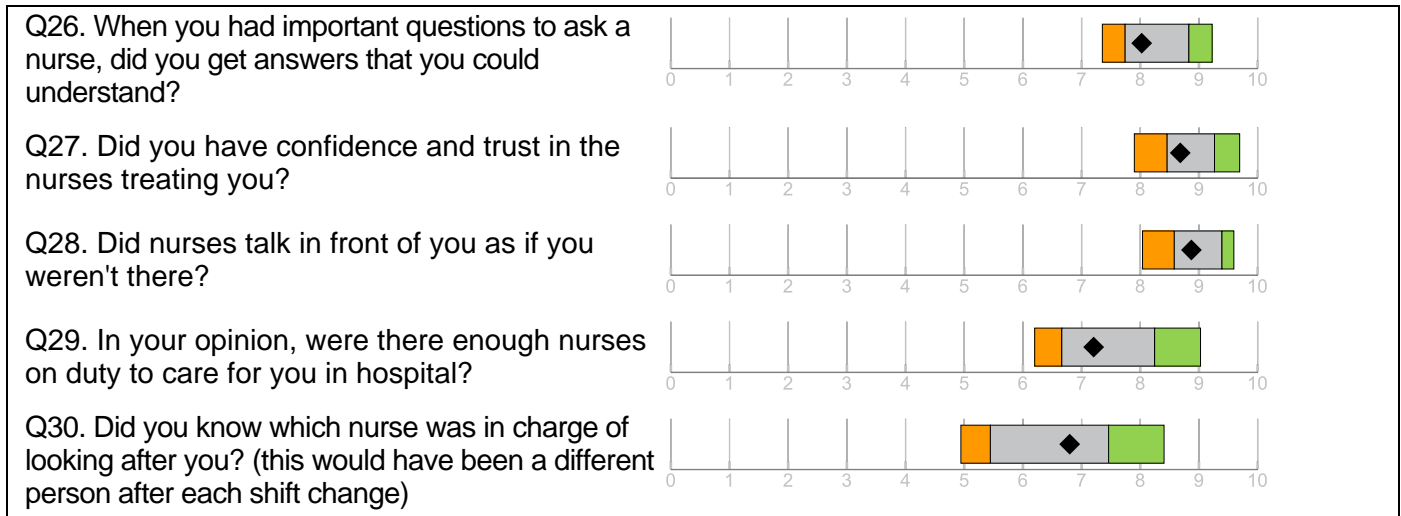 Q26. When you had important questions to ask a
nurse, did you get answers that you could
understand?
0 1 2 3 4 5 6 7 8 9 10
Q27. Did you have confidence and trust in the
nurses treating you?
0 1 2 3 4 5 6 7 8 9 10
Q28. Did nurses talk in front of you as if you
weren't there?
0 1 2 3 4 5 6 7 8 9 10
Q29. In your opinion, were there enough nurses
on duty to care for you in hospital?
0 1 2 3 4 5 6 7 8 9 10
Q30. Did you know which nurse was in charge of
looking after you? (this would have been a different
person after each shift change)
0 1 2 3 4 5 6 7 8 9 10